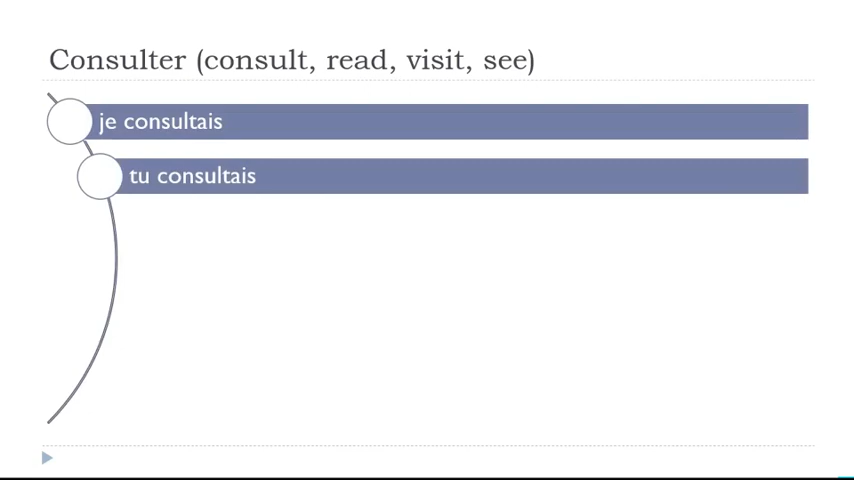 Consulter (consult, read, visit, see)
je consultais
tu consultais